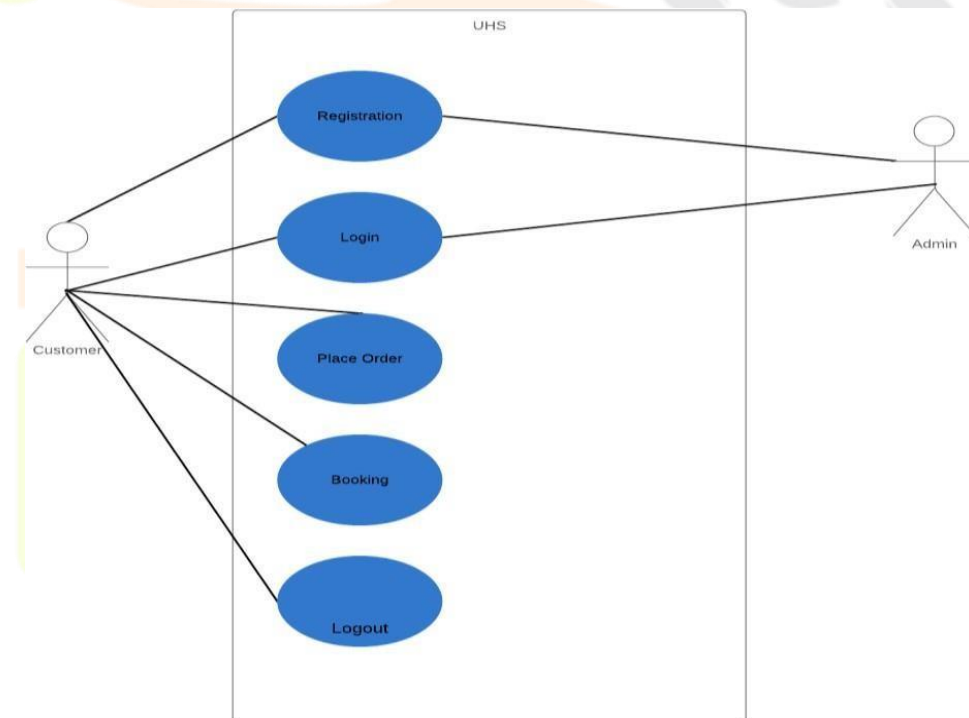 UHS
Registration
Login
Admin
Place Order
Customer
Booking
Logout